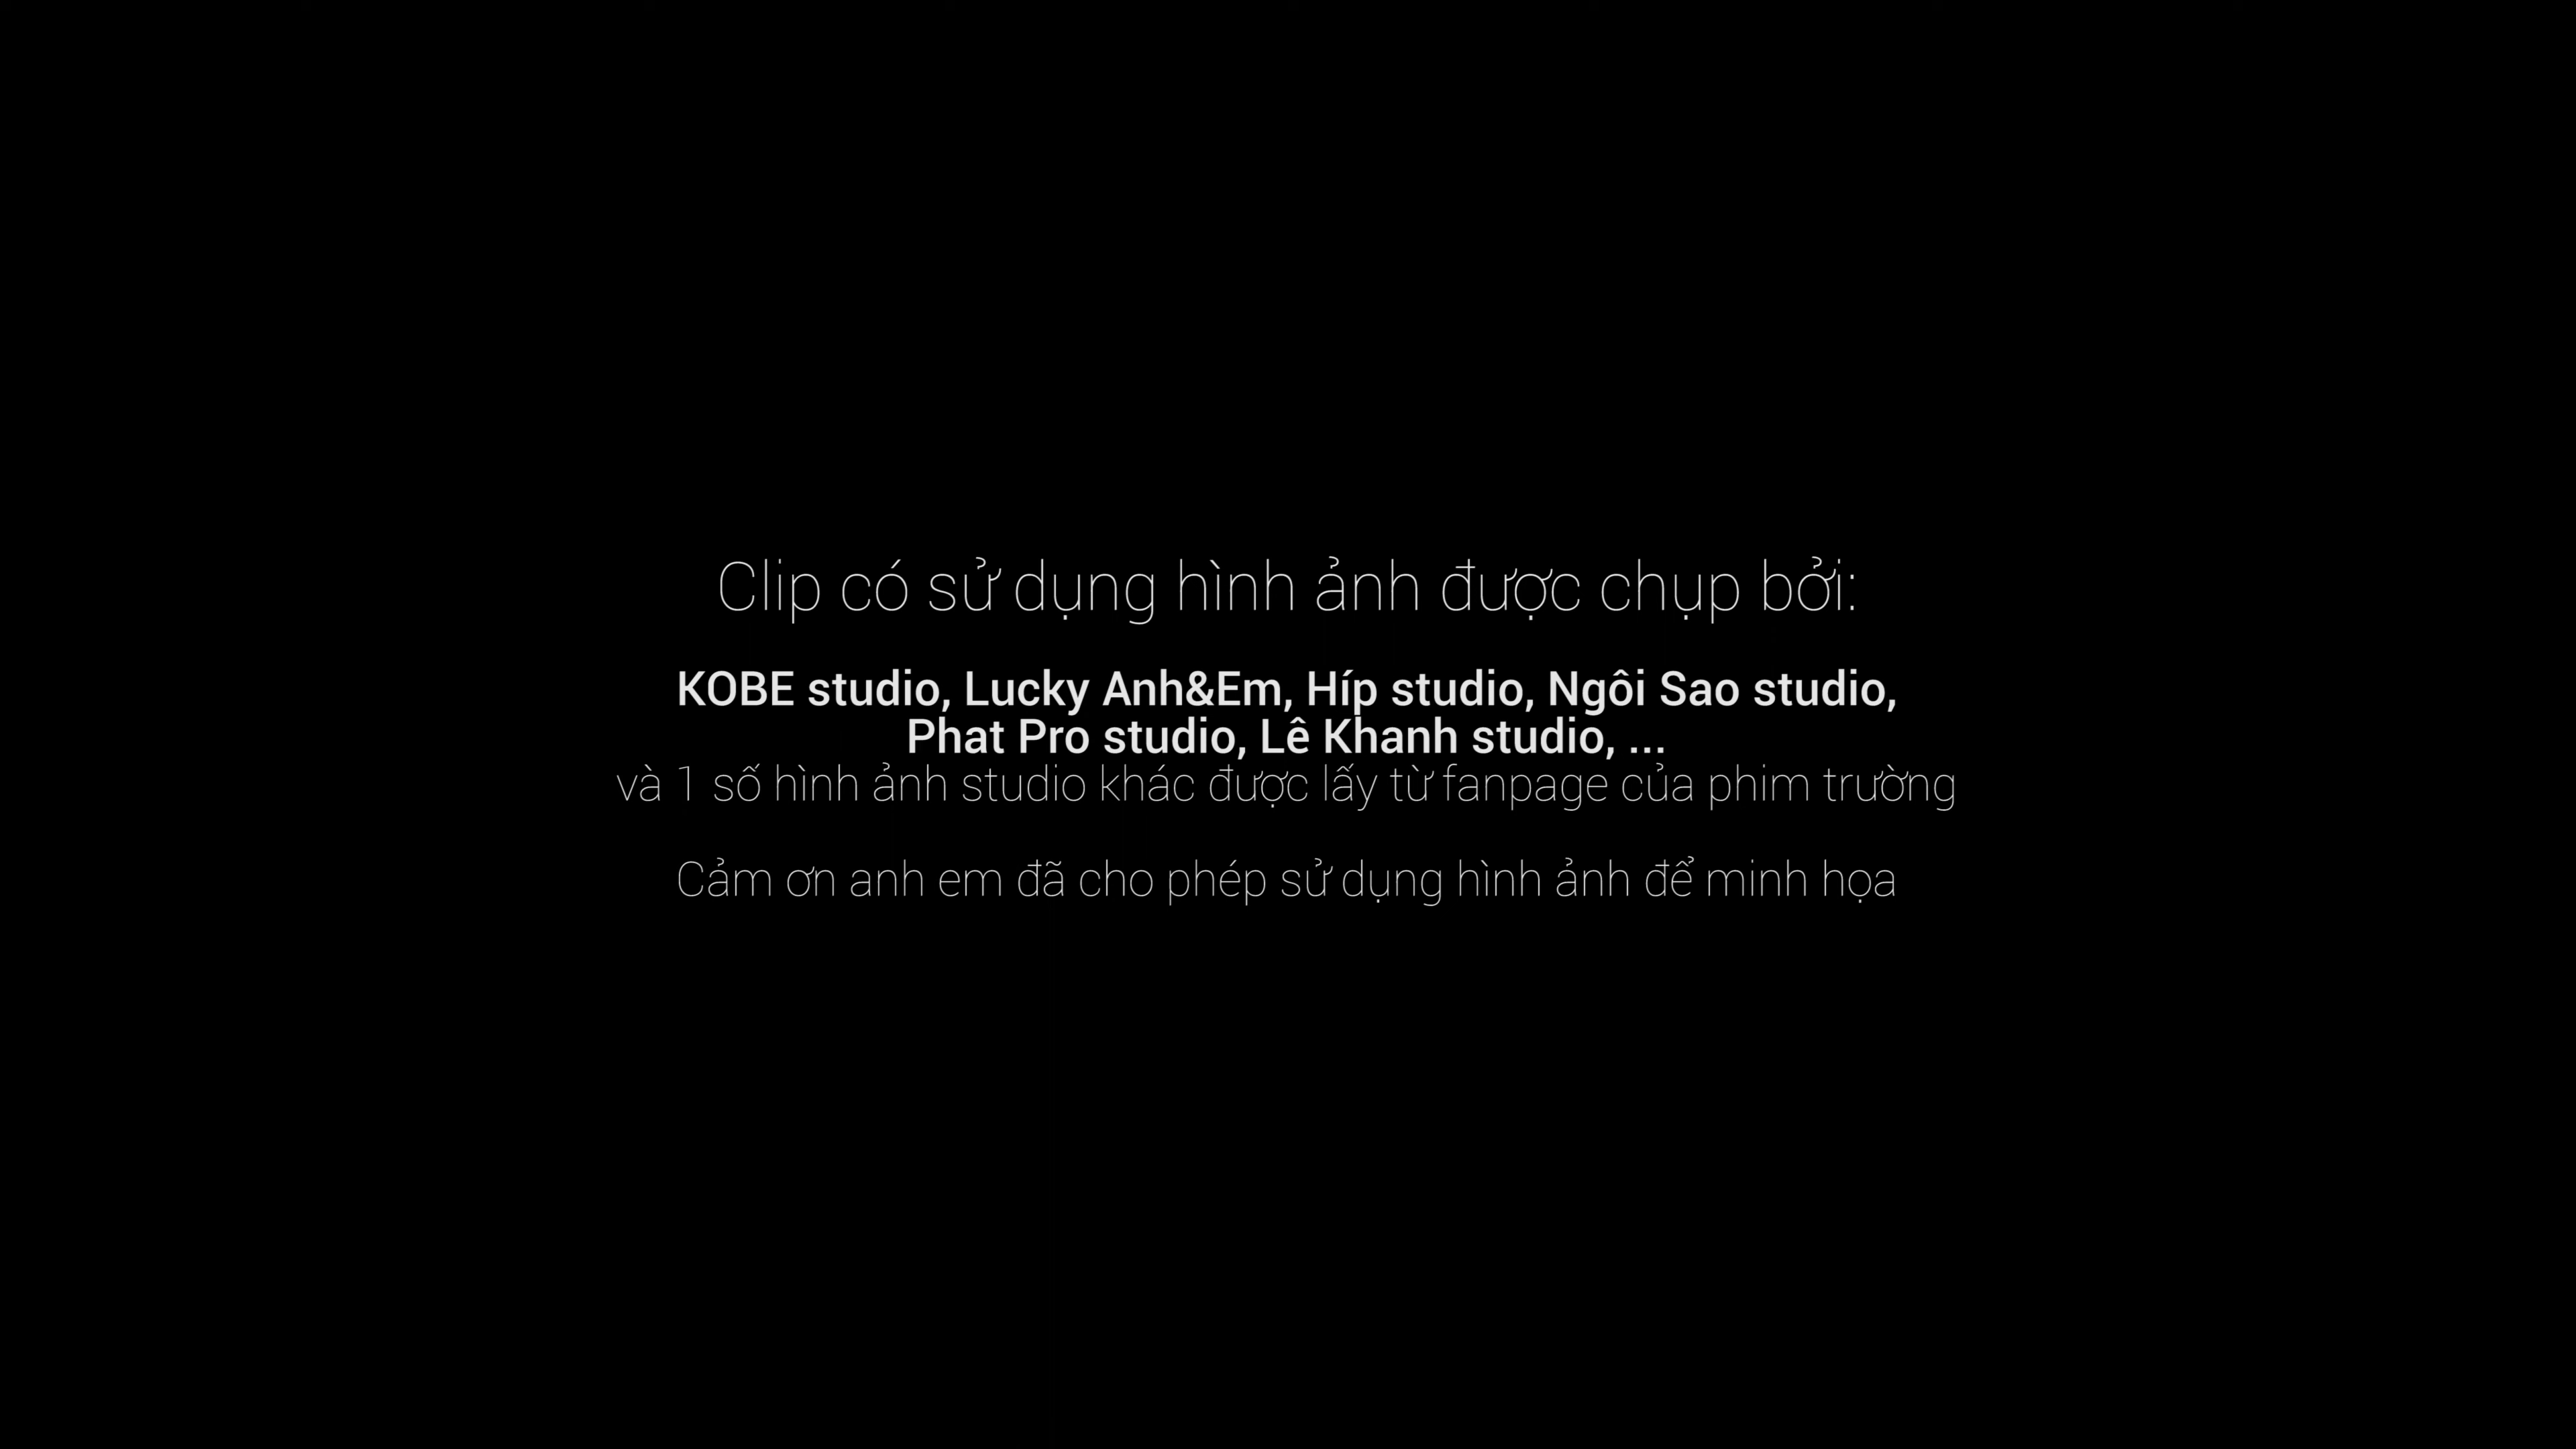 Clip có sử dụng hình ảnh được chụp bởi:
KOBE studio, Lucky Anh&Em, Híp studio, Ngôi Sao studio,
Phat Pro studio, Lê Khanh studio, ...
và 1 số hình ảnh studio khác được lấy từ fanpage của phim trường
Cảm ơn anh em đã cho phép sử dụng hình ảnh để minh họa